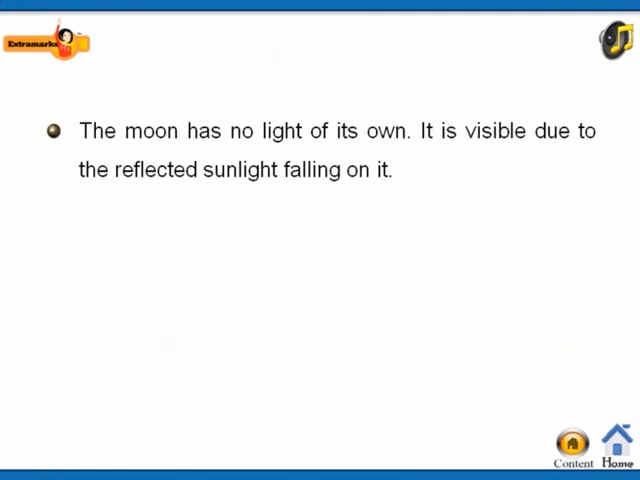 Extramarks
The moon has no light of its own. It is visible due to
the reflected sunlight falling on it.
Content Home